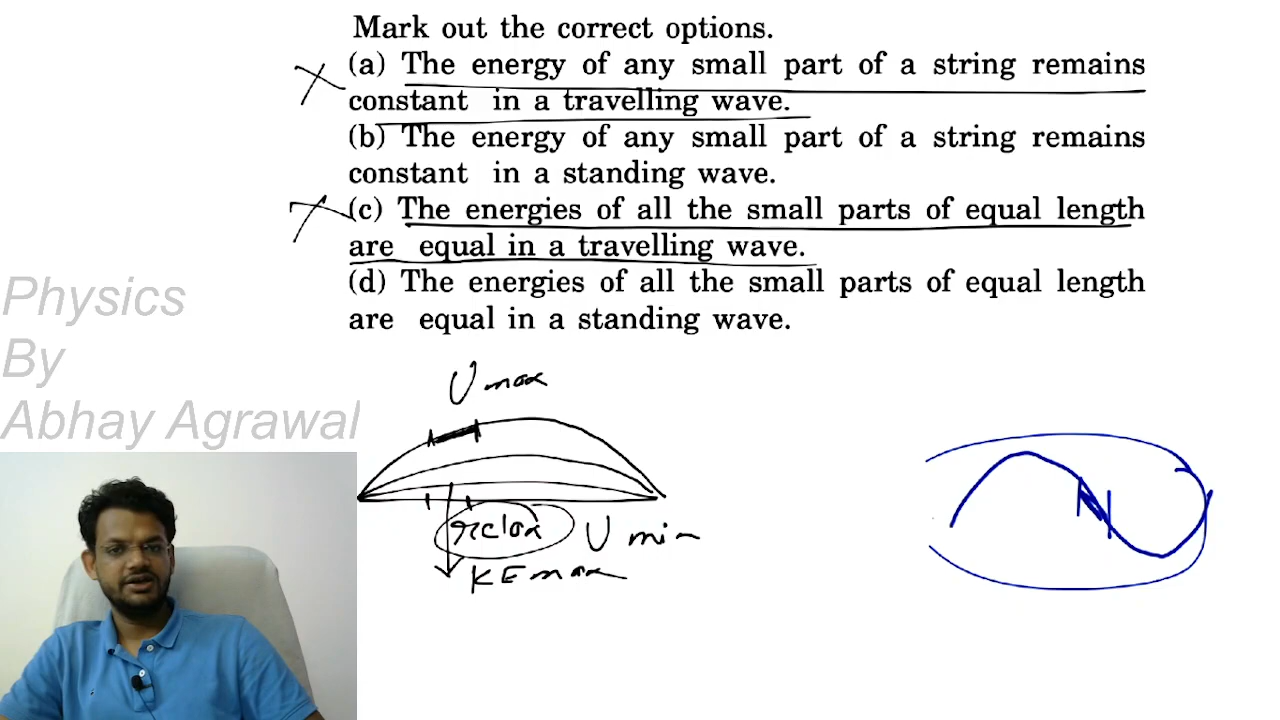 Mark out the correct options.
(a) The energy of any small part of a string remains
constant in a travelling wave.
(b) The energy of any small part of a string remains
constant in a standing wave.
(c) The energies of all the small parts of equal length
are equal in a travelling wave.
(d) The energies of all the small parts of equal length
are equal in a standing wave.
Physics
By
Abhay Agrawal
U max
relax
U min
KE max